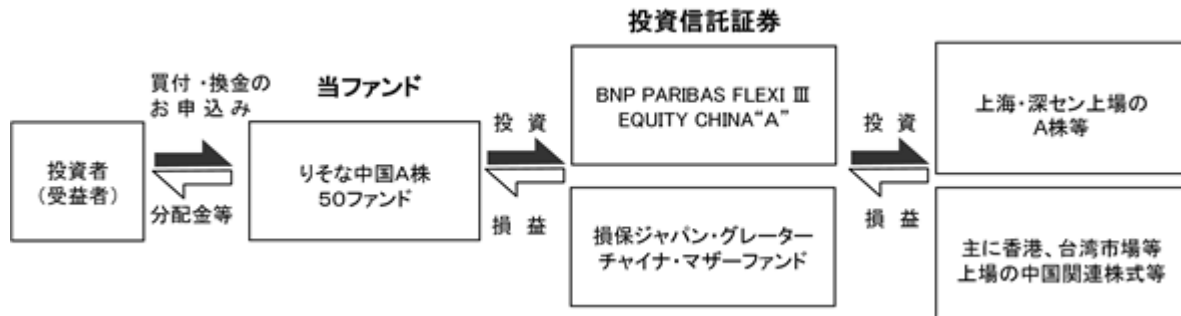 投資信託証券
買付・換金の
お申込み
当ファンド
投資者
(受益者)
分配金等
りそな中国A株
50ファンド
投資
損益
BNP PARIBAS FLEXI Ⅲ
EQUITY CHINA“A”
損保ジャパン・グレーター
チャイナ・マザーファンド
投資
損益
上海・深セン上場の
A株等
主に香港、台湾市場等
上場の中国関連株式等